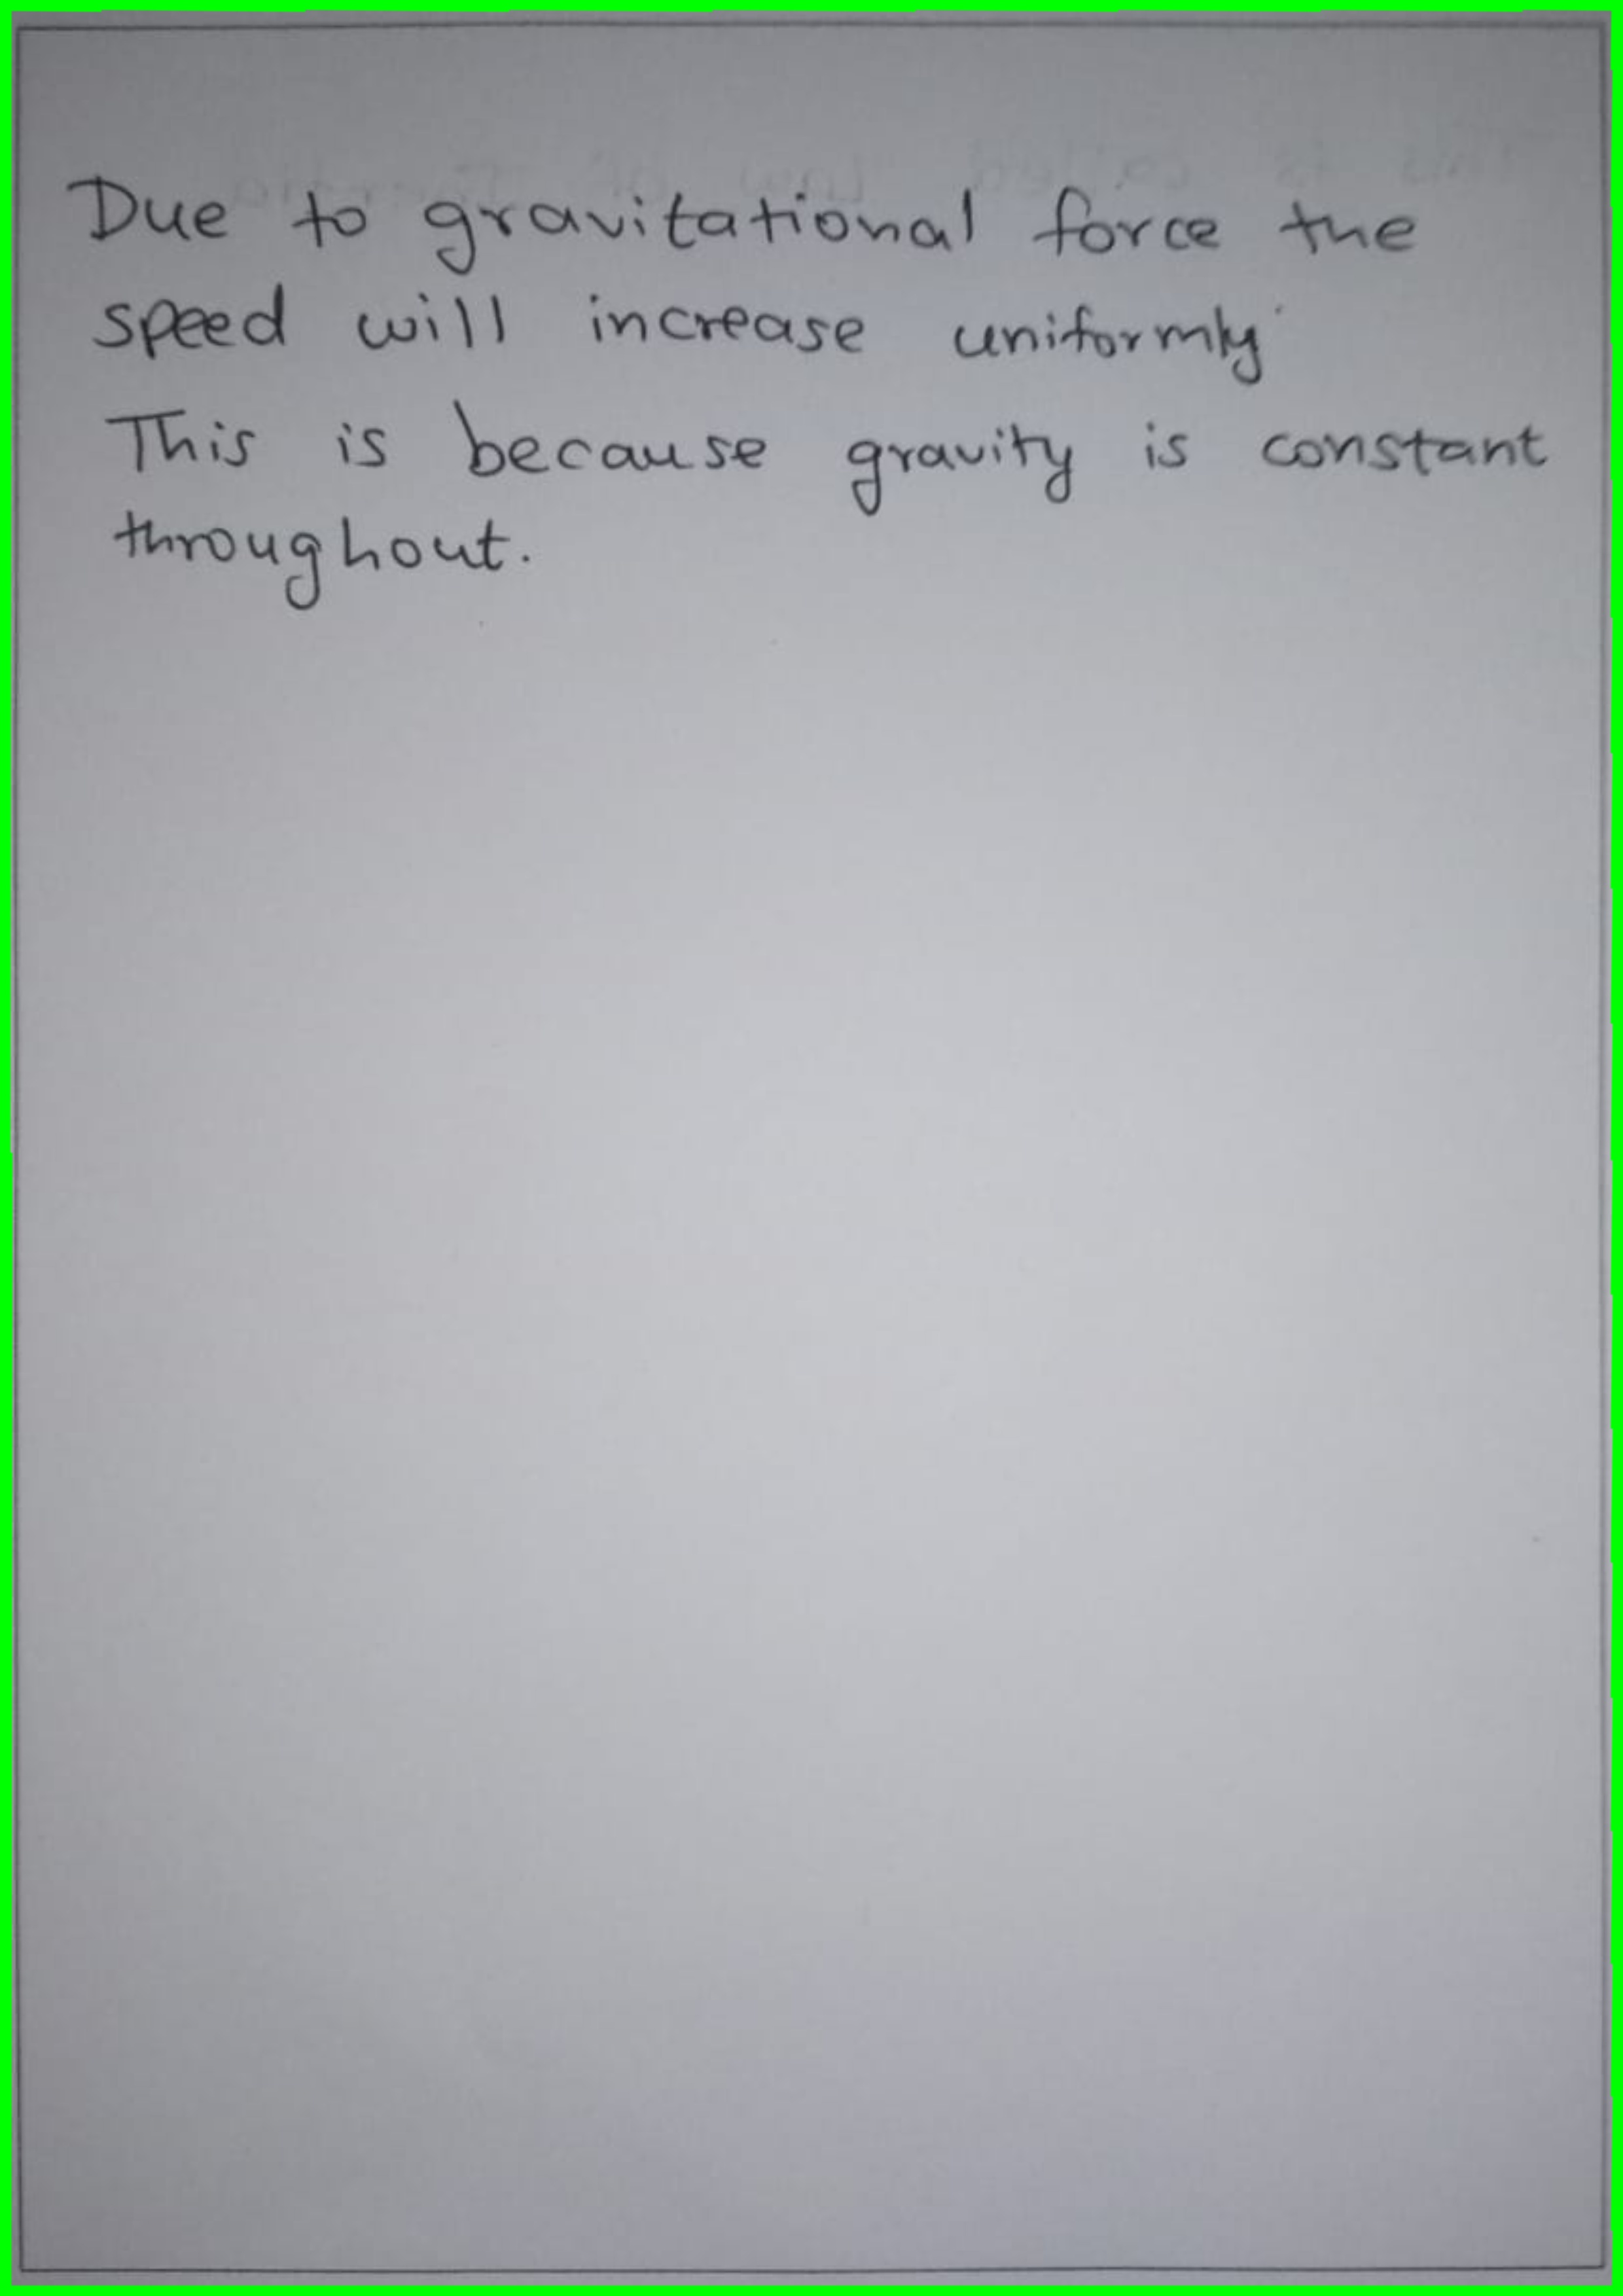 Due to gravitational force the
speed will increase uniformly
This is because gravity is constant
throughout.